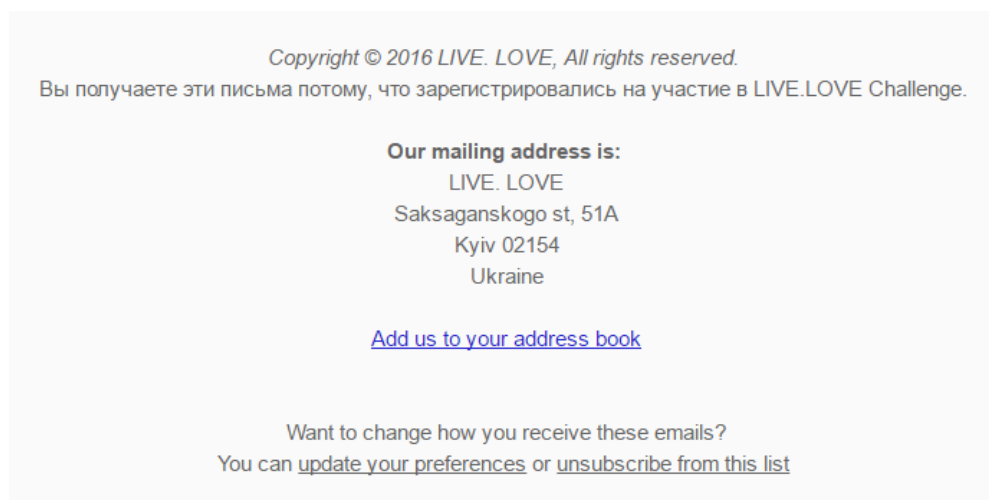 Copyright © 2016 LIVE. LOVE, All rights reserved.
Вы получаете эти письма потому, что зарегистрировались на участие в LIVE.LOVE Challenge.
Our mailing address is:
LIVE. LOVE
Saksaganskogo st, 51A
Kyiv 02154
Ukraine
Add us to your address book
Want to change how you receive these emails?
You can update your preferences or unsubscribe from this list